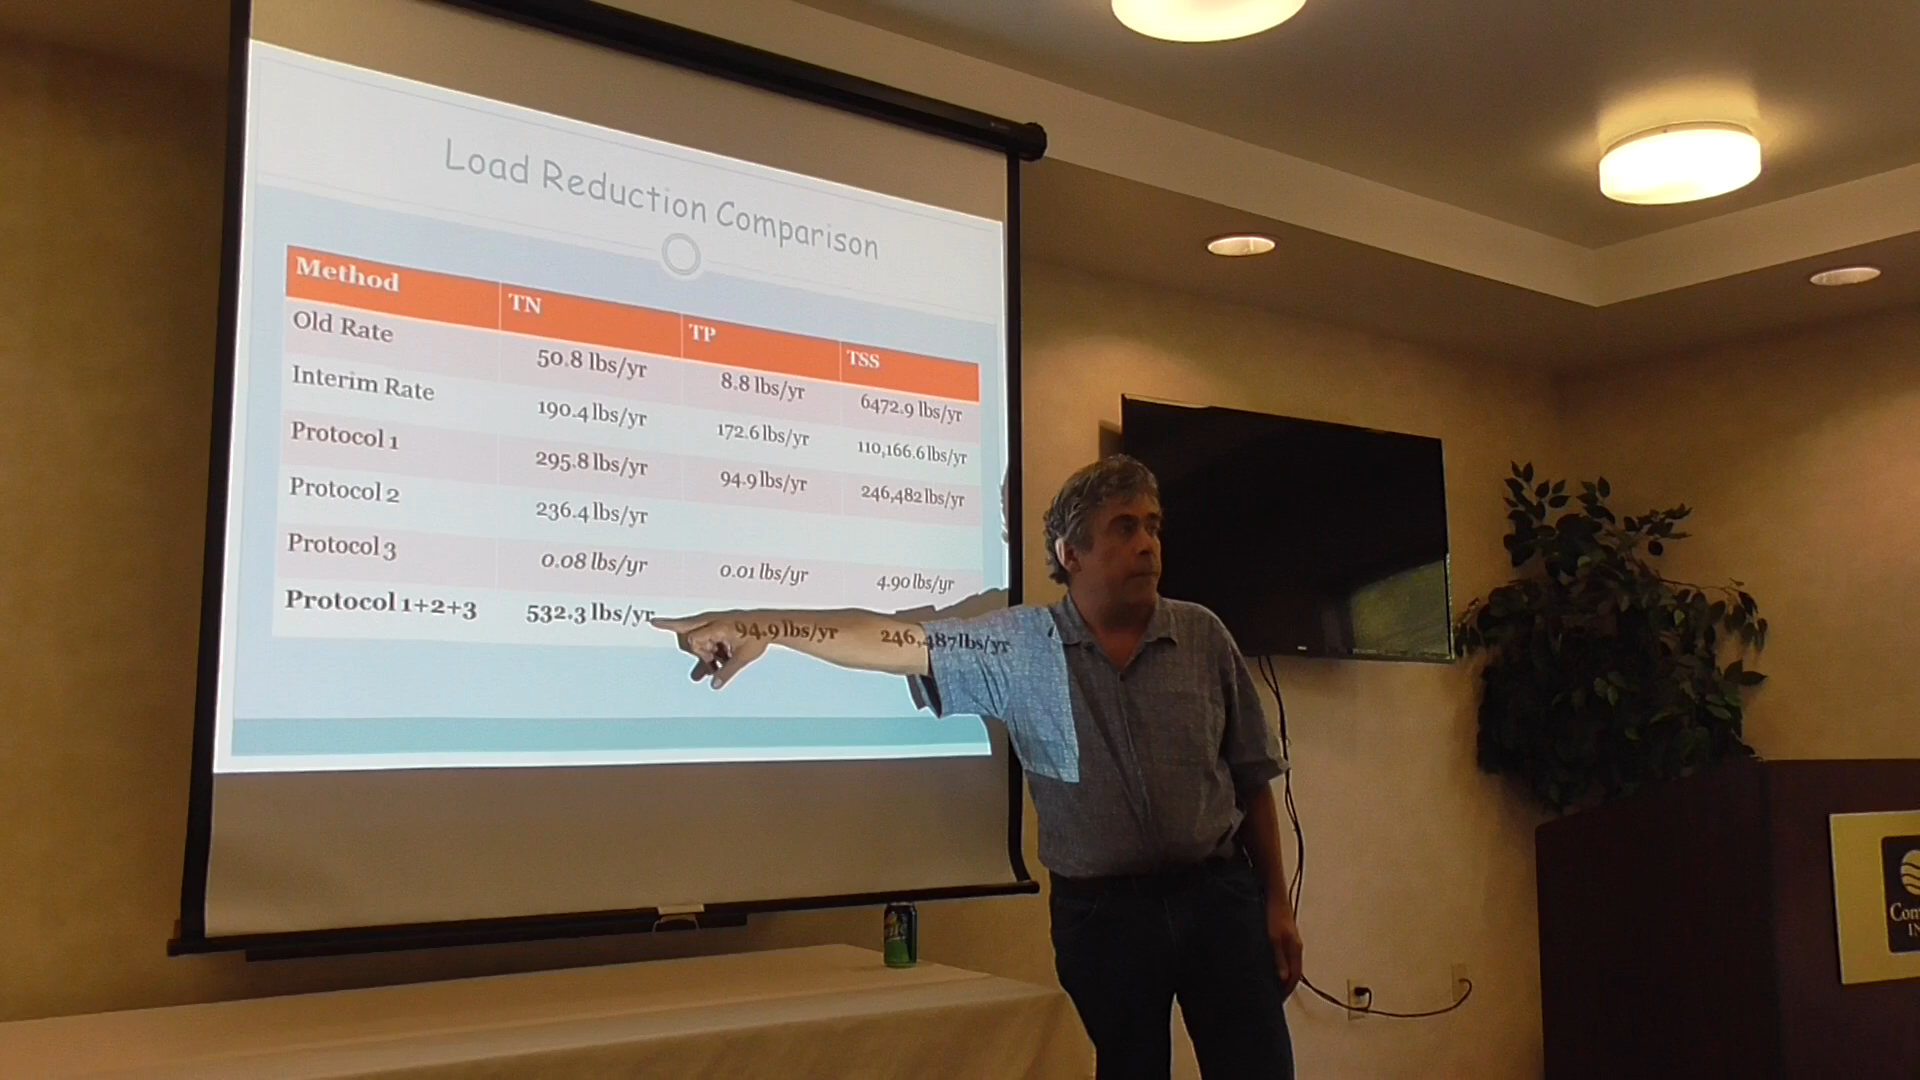 Load Reduction Comparison
Method TN TP TSS
Old Rate 50.8 lbs/yr 8.8 lbs/yr 6472.9 lbs/yr
Interim Rate 190.4 lbs/yr 172.6 lbs/yr 110,166.6 lbs/yr
Protocol 1 295.8 lbs/yr 94.9 lbs/yr 246,482 lbs/yr
Protocol 2 236.4 lbs/yr
Protocol 3 0.08 lbs/yr 0.01 lbs/yr 4.90 lbs/yr
Protocol 1+2+3 532.3 lbs/yr 94.9 lbs/yr 246,487 lbs/yr